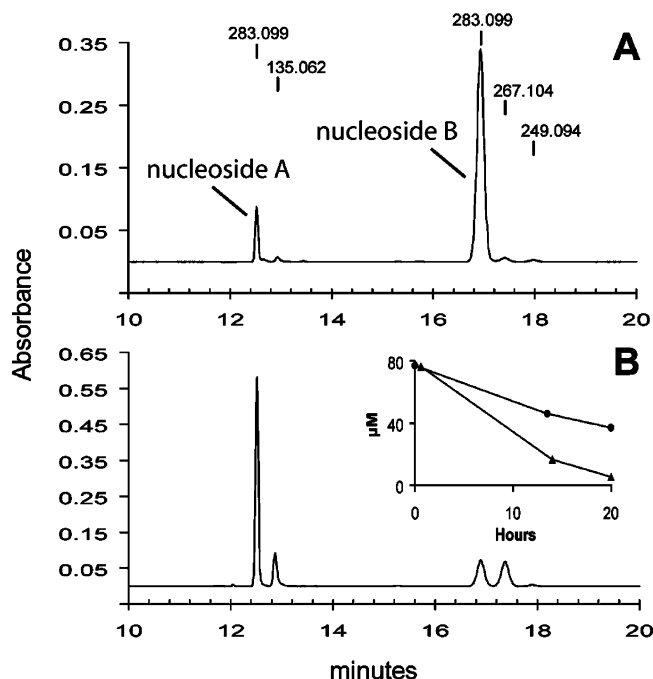 A
283.099
283.099
135.062
267.104
249.094
nucleoside B
nucleoside A
0.35
0.25
0.15
0.05
10 12 14 16 18 20
Absorbance
B
0.65
0.55
0.45
0.35
0.25
0.15
0.05
80
40
0
μM
0 10 20
Hours
10 12 14 16 18 20
minutes